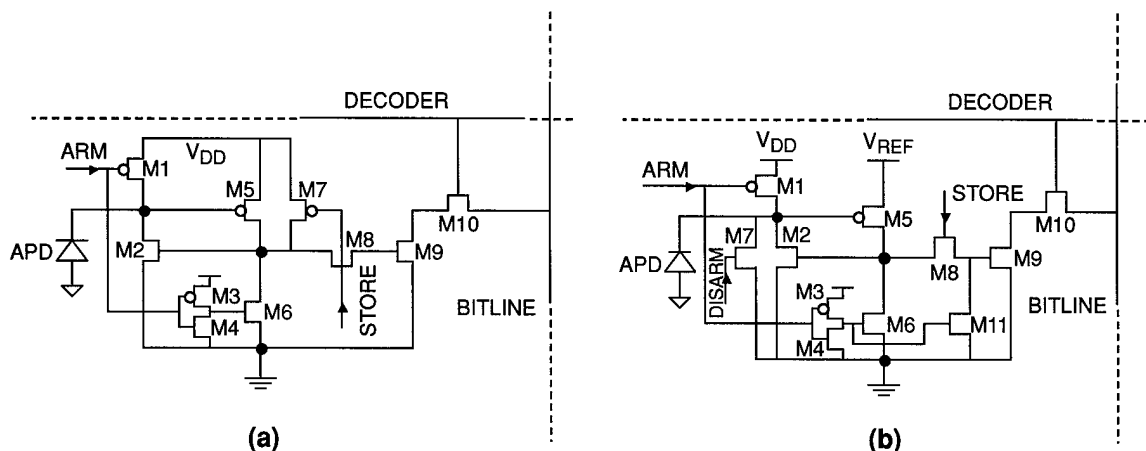 DECODER
ARM
M1
VDD
M5
M7
M10
APD
M2
M8
M9
M3
M4
M6
STORE
BITLINE
(a)
DECODER
VDD
VREF
ARM
M1
STORE
M5
M10
M7
M2
APD
M8
M9
DISARM
M3
M4
M6
M11
BITLINE
(b)